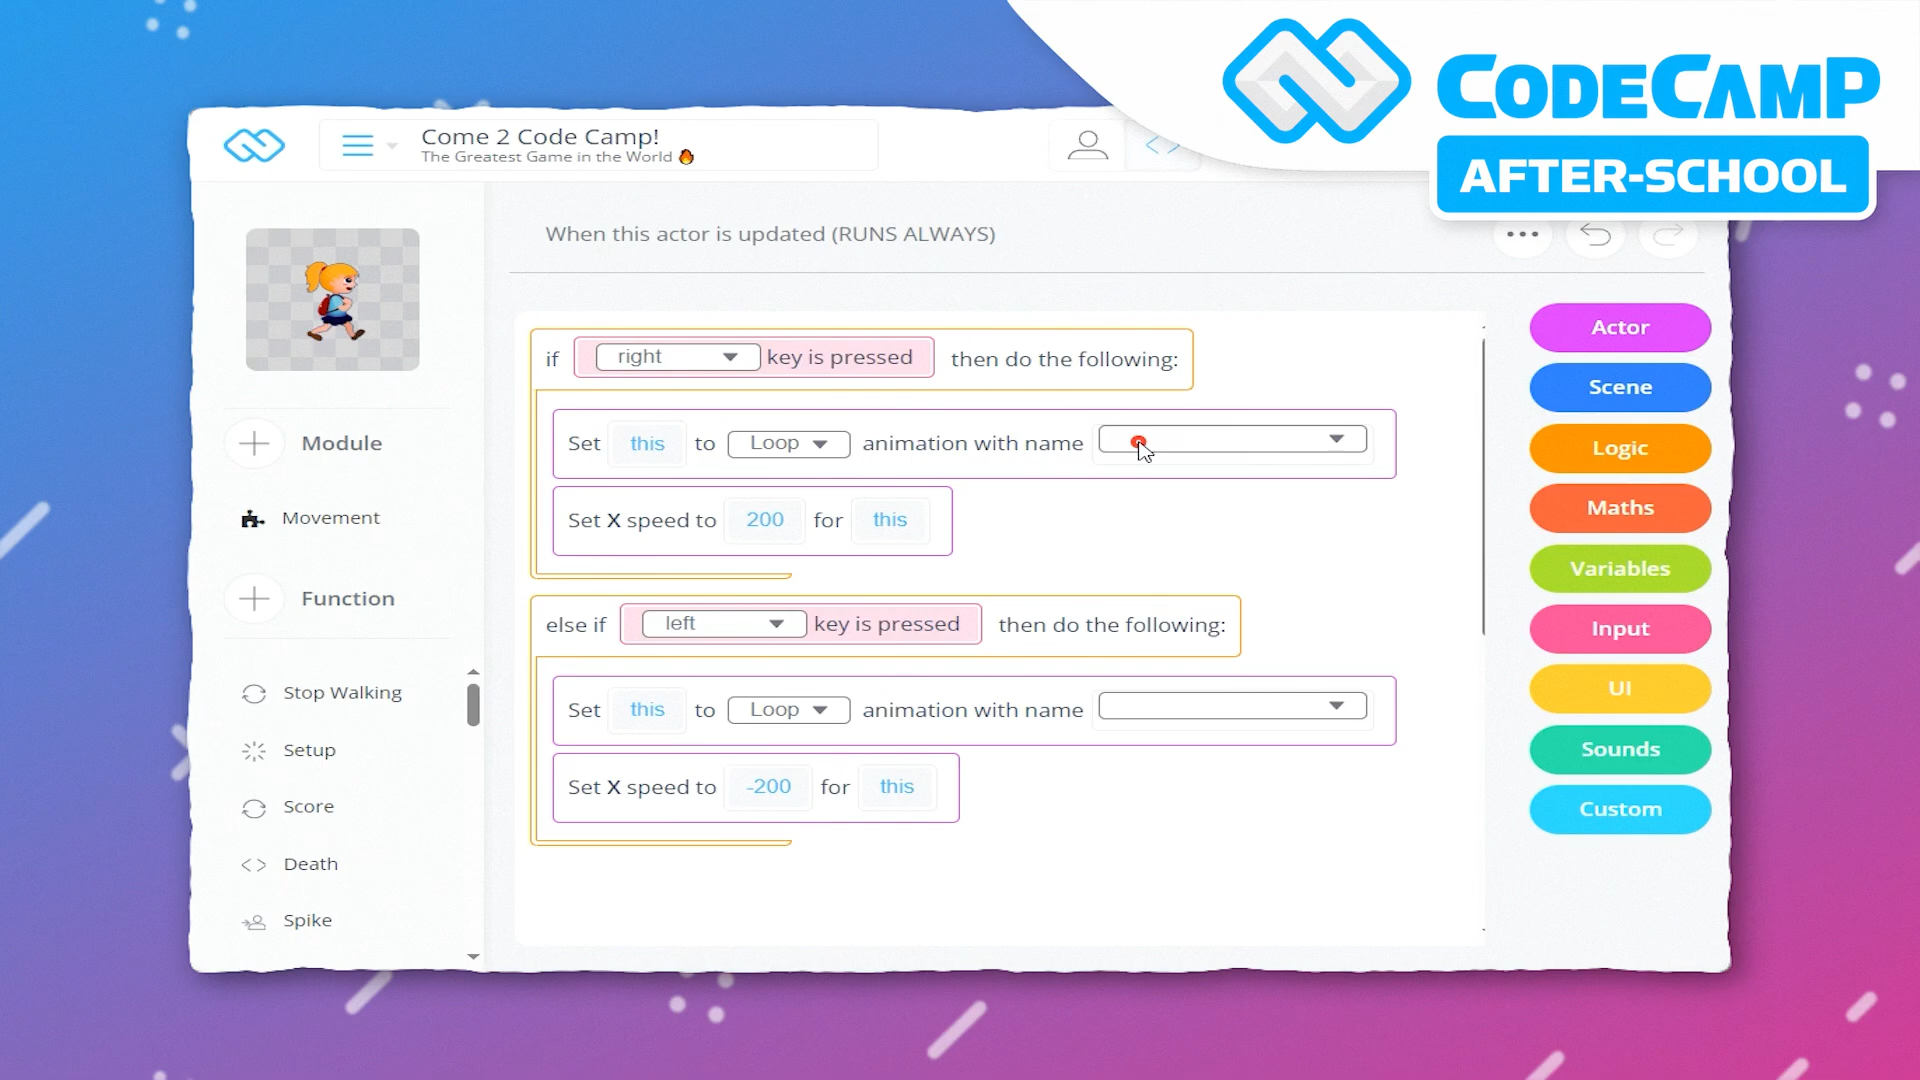 CODECAMP
AFTER-SCHOOL
Come 2 Code Camp!
The Greatest Game in the World 🔥
When this actor is updated (RUNS ALWAYS)
Module
Movement
Function
Stop Walking
Setup
Score
Death
Spike
if right key is pressed then do the following:
Set this to Loop animation with name
Set X speed to 200 for this
else if left key is pressed then do the following:
Set this to Loop animation with name
Set X speed to -200 for this
Actor
Scene
Logic
Maths
Variables
Input
UI
Sounds
Custom